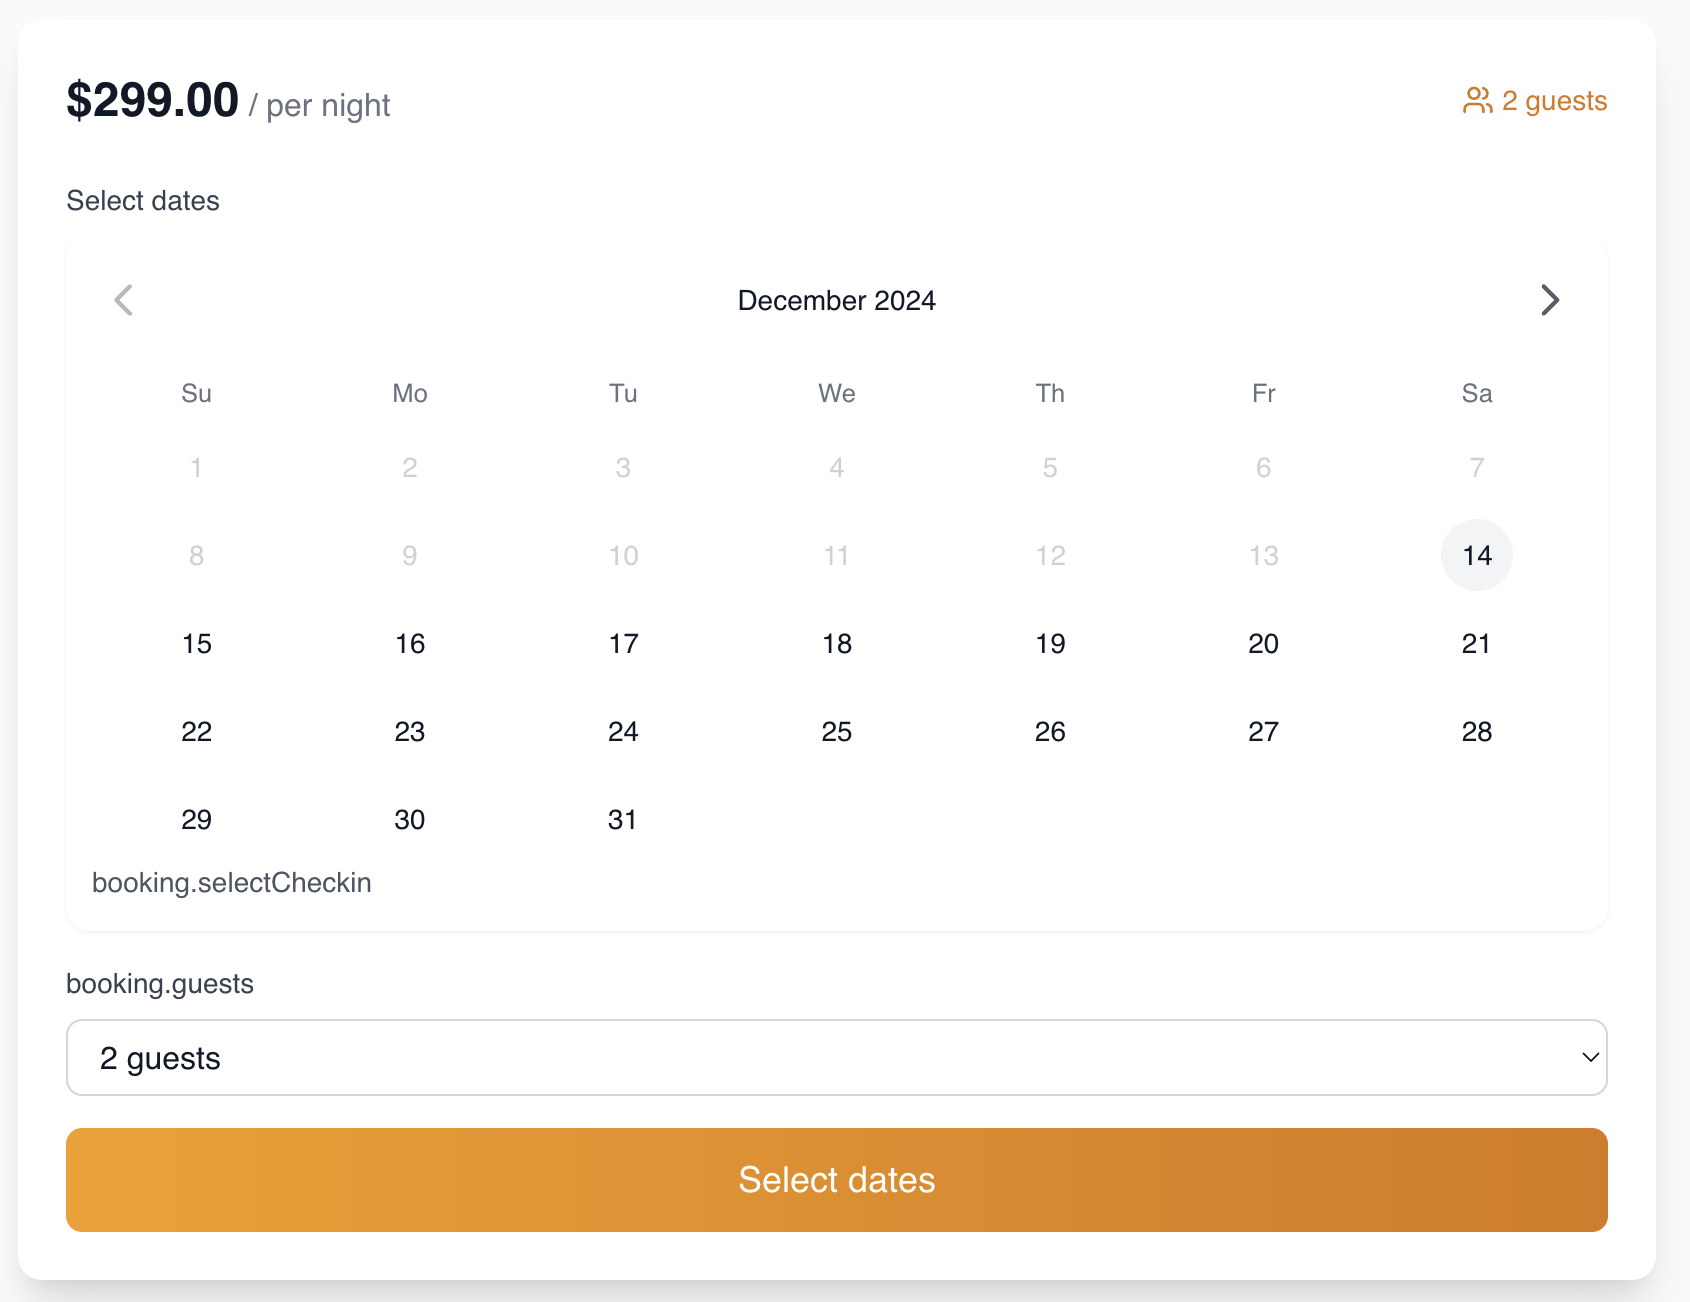 $299.00 / per night
2 guests
Select dates
December 2024
Su Mo Tu We Th Fr Sa
1 2 3 4 5 6 7
8 9 10 11 12 13 14
15 16 17 18 19 20 21
22 23 24 25 26 27 28
29 30 31
booking.selectCheckin
booking.guests
2 guests
Select dates